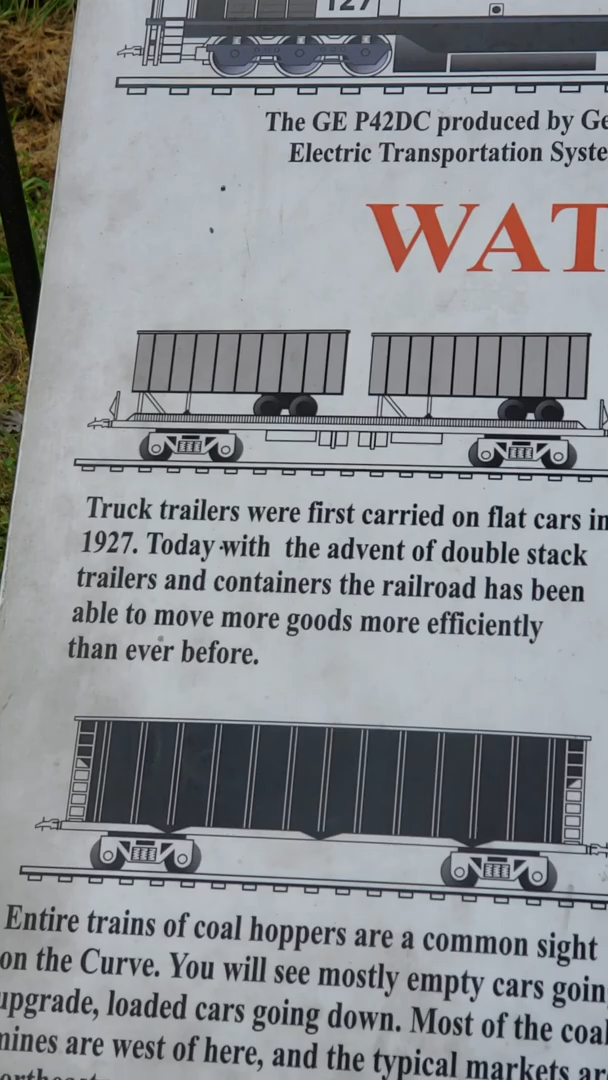 127
The GE P42DC produced by Ge
Electric Transportation Syste
WAT
Truck trailers were first carried on flat cars in
1927. Today with the advent of double stack
trailers and containers the railroad has been
able to move more goods more efficiently
than ever before.
Entire trains of coal hoppers are a common sight
on the Curve. You will see mostly empty cars goin
upgrade, loaded cars going down. Most of the coal
mines are west of here, and the typical markets ar